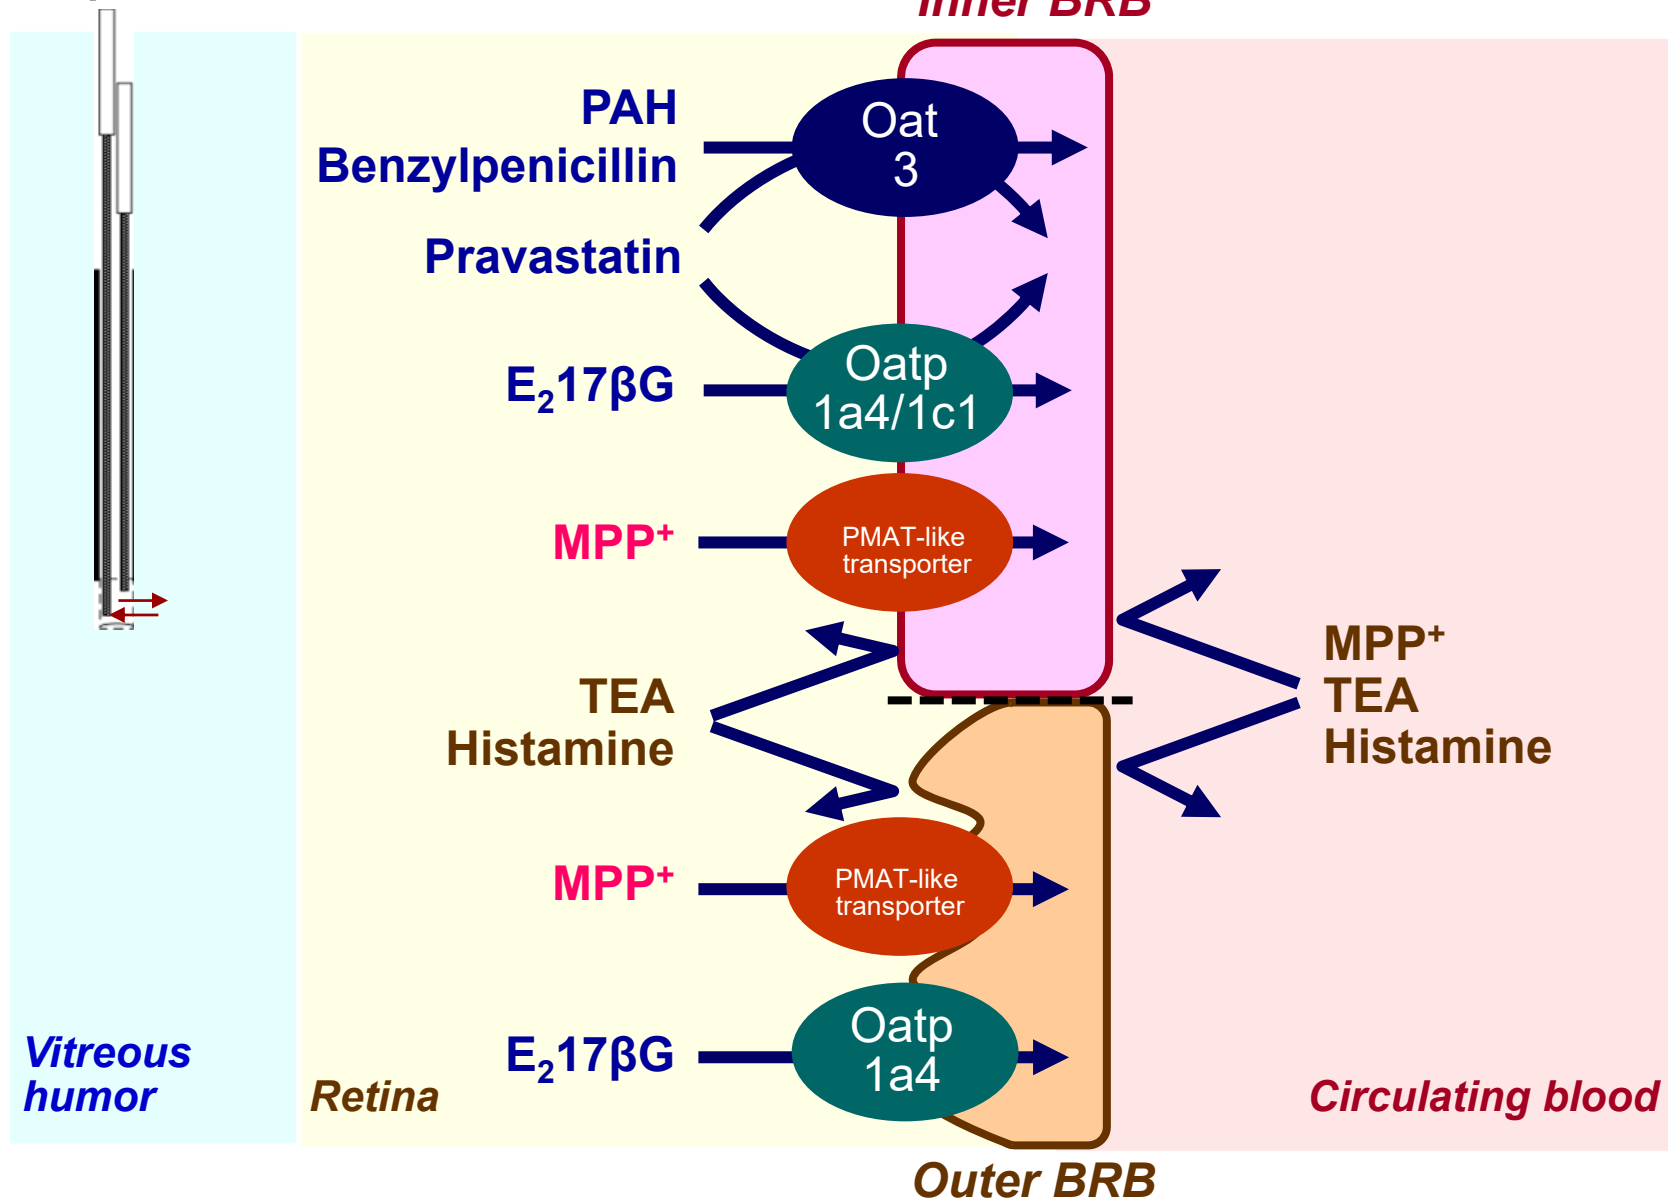 Inner BRB
PAH
Benzylpenicillin
Oat
3
Pravastatin
E₂17βG
Oatp
1a4/1c1
MPP⁺
PMAT-like
transporter
TEA
Histamine
MPP⁺
TEA
Histamine
MPP⁺
PMAT-like
transporter
E₂17βG
Oatp
1a4
Vitreous
humor
Retina
Circulating blood
Outer BRB